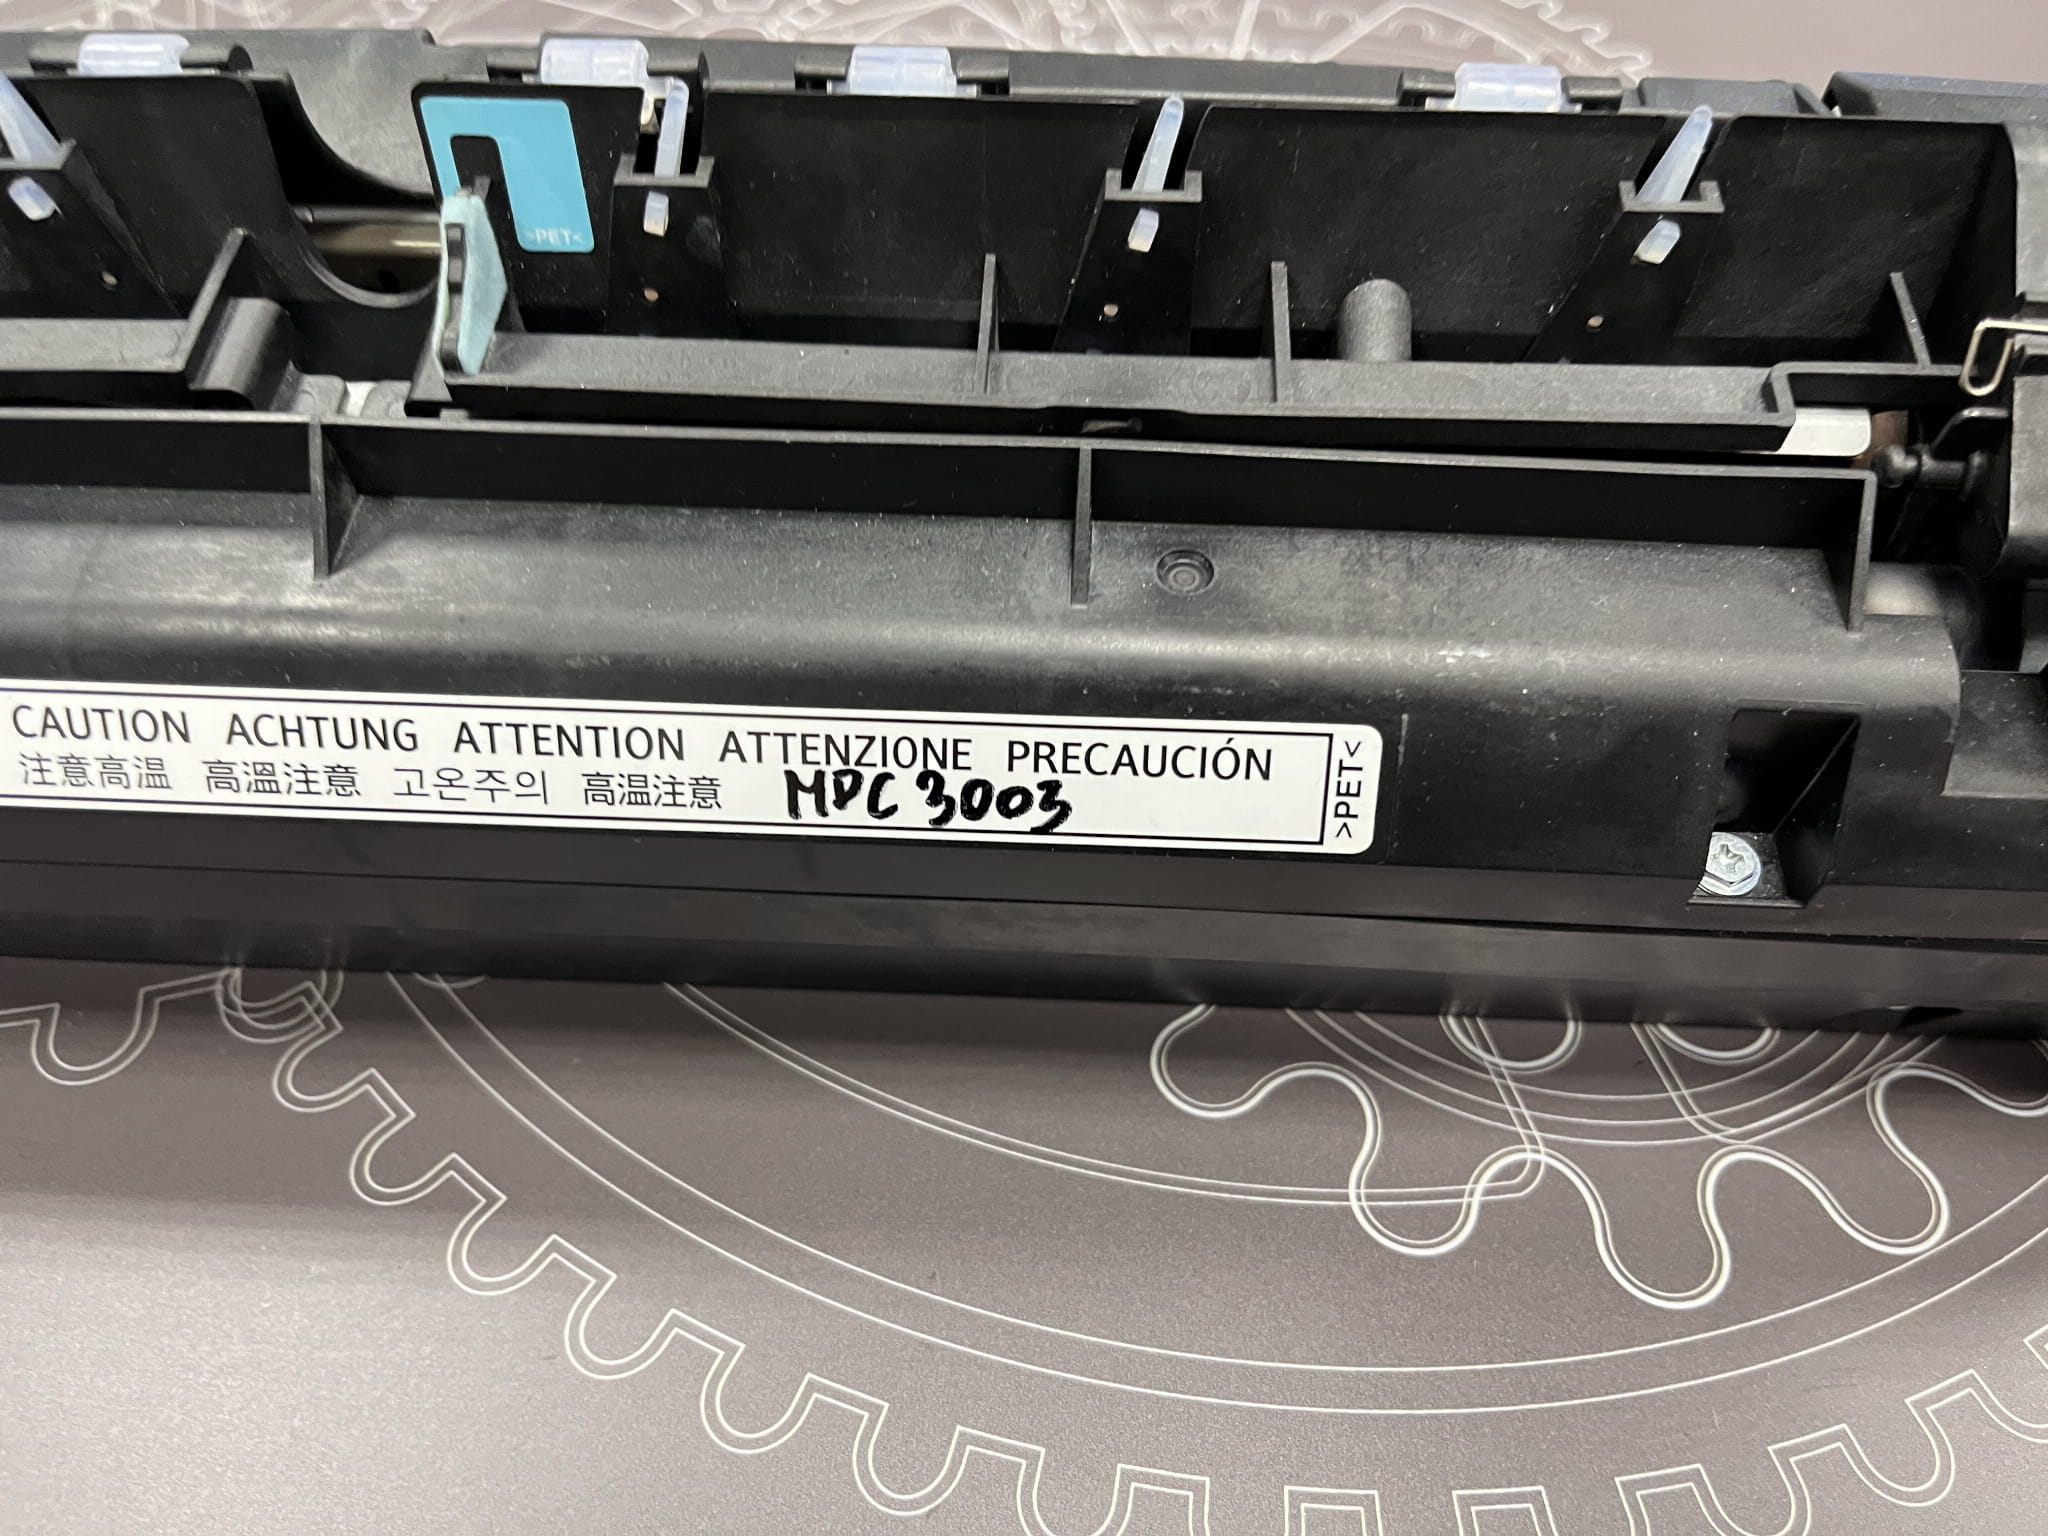 >PET<
CAUTION ACHTUNG ATTENTION ATTENZIONE PRECAUCIÓN
注意高温 高溫注意 고온주의 高温注意 MPC 3003
>PET<